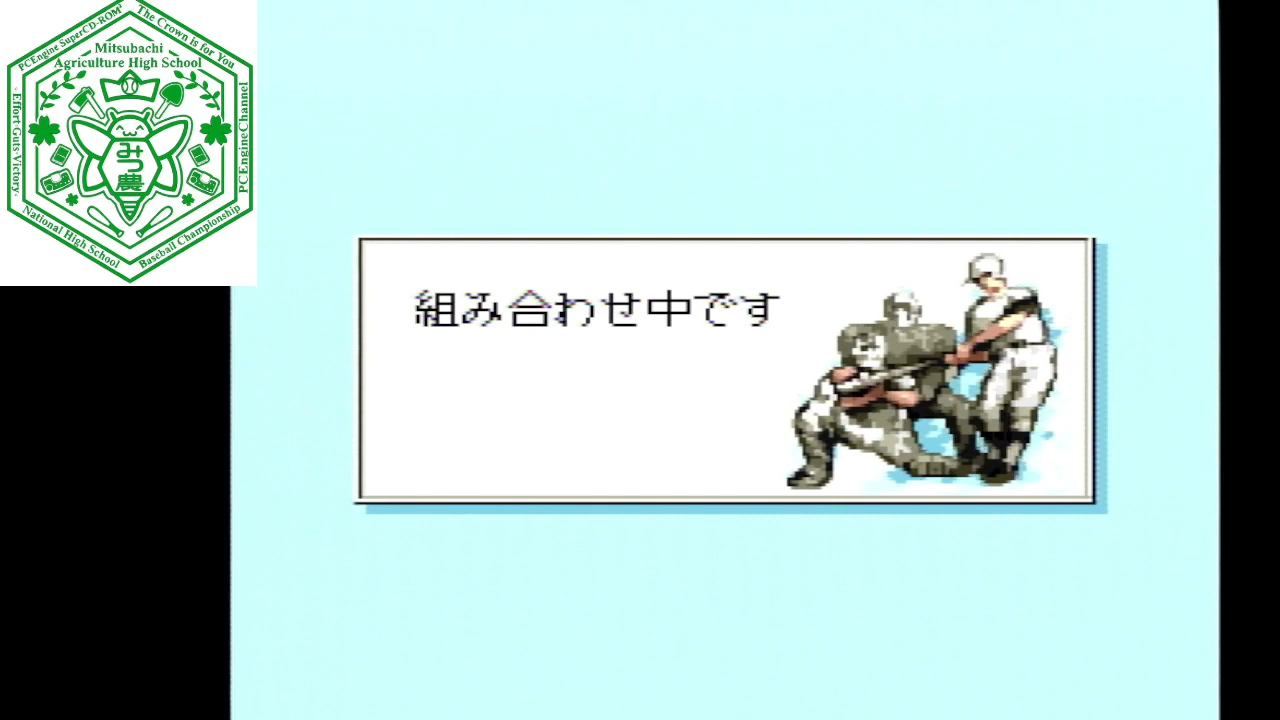 PCEngine SuperCD-ROM²
The Crown is for You
Mitsubachi
Agriculture High School
-Effort·Guts·Victory-
PCEngineChannel
みつ農
National High School
Baseball Championship
組み合わせ中です